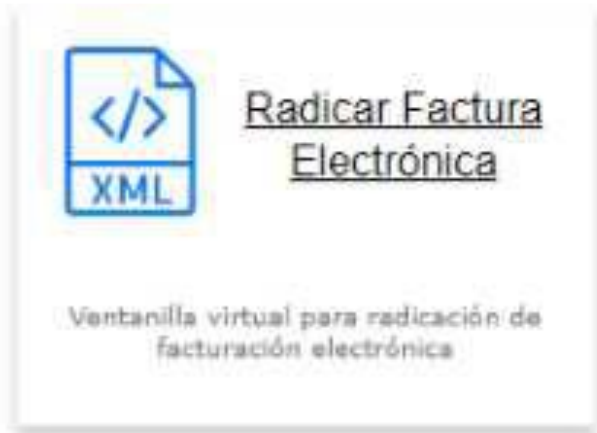 </>
XML
Radicar Factura
Electrónica
Ventanilla virtual para radicación de
facturación electrónica